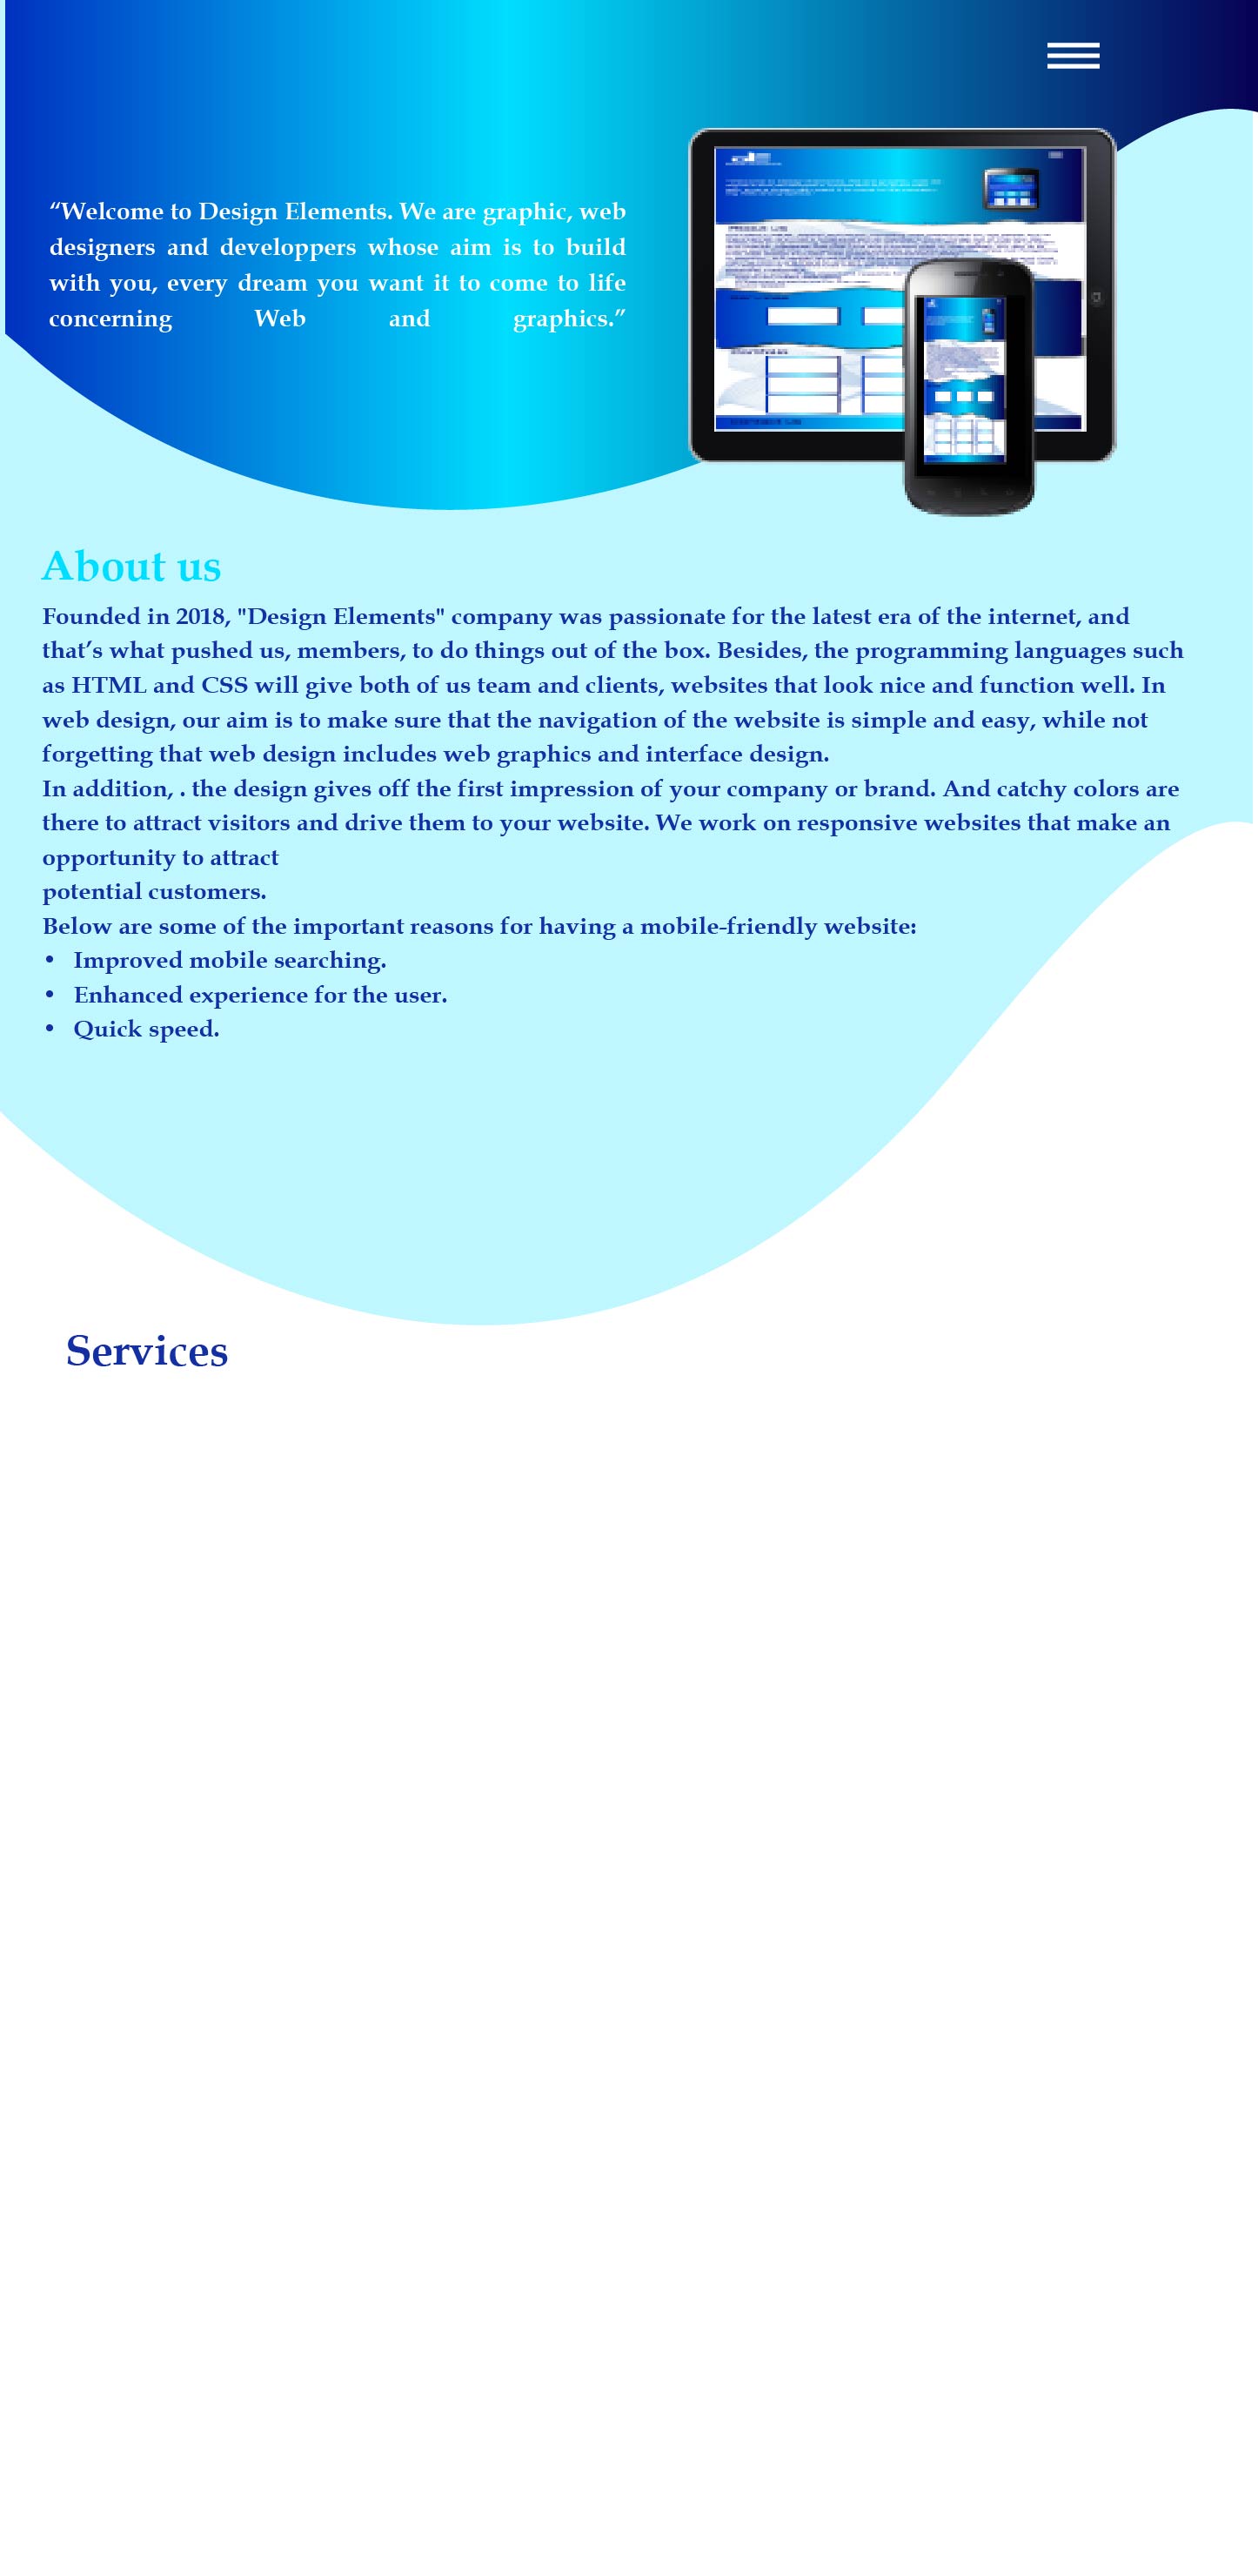 “Welcome to Design Elements. We are graphic, web
designers and developpers whose aim is to build
with you, every dream you want it to come to life
concerning Web and graphics.”
About us
Founded in 2018, "Design Elements" company was passionate for the latest era of the internet, and
that’s what pushed us, members, to do things out of the box. Besides, the programming languages such
as HTML and CSS will give both of us team and clients, websites that look nice and function well. In
web design, our aim is to make sure that the navigation of the website is simple and easy, while not
forgetting that web design includes web graphics and interface design.
In addition, . the design gives off the first impression of your company or brand. And catchy colors are
there to attract visitors and drive them to your website. We work on responsive websites that make an
opportunity to attract
potential customers.
Below are some of the important reasons for having a mobile-friendly website:
• Improved mobile searching.
• Enhanced experience for the user.
• Quick speed.
Services